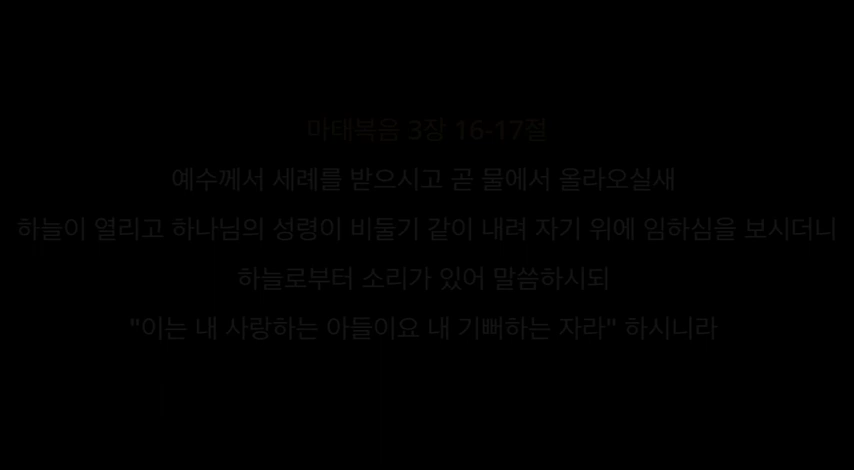 마태복음 3장 16-17절
예수께서 세례를 받으시고 곧 물에서 올라오실새
하늘이 열리고 하나님의 성령이 비둘기 같이 내려 자기 위에 임하심을 보시더니
하늘로부터 소리가 있어 말씀하시되
"이는 내 사랑하는 아들이요 내 기뻐하는 자라" 하시니라